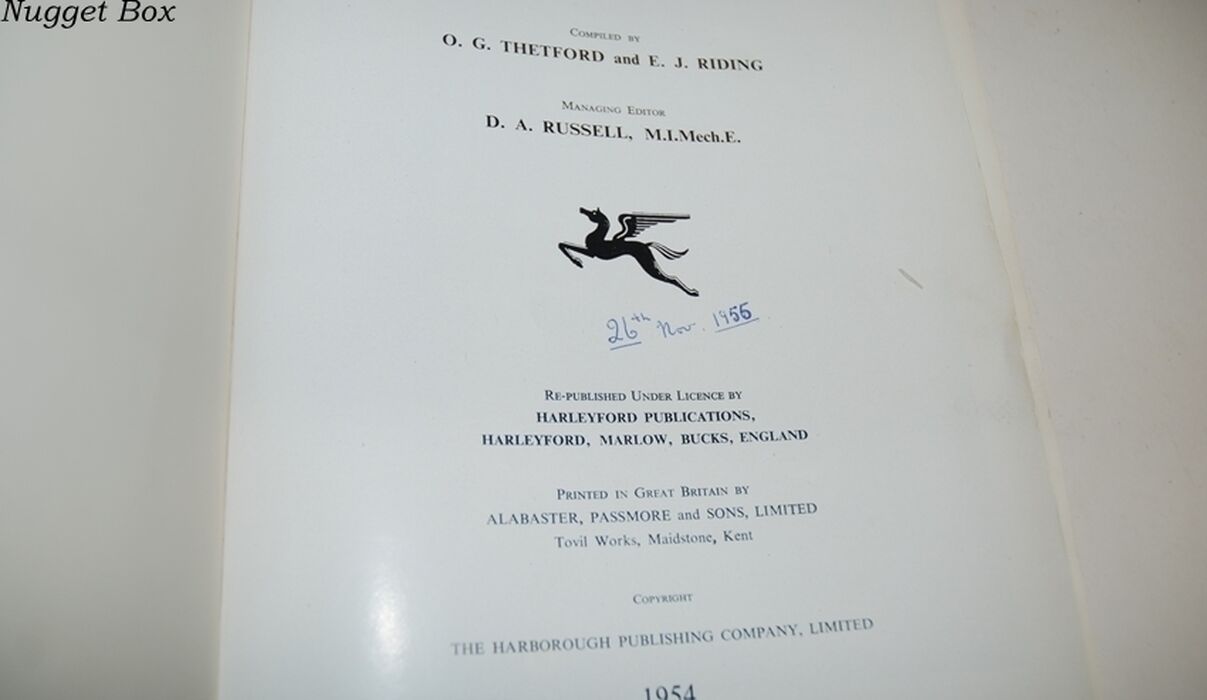 Nugget Box
COMPILED BY
O. G. THETFORD and E. J. RIDING
MANAGING EDITOR
D. A. RUSSELL, M.I.Mech.E.
26th Nov. 1955
RE-PUBLISHED UNDER LICENCE BY
HARLEYFORD PUBLICATIONS,
HARLEYFORD, MARLOW, BUCKS, ENGLAND
PRINTED IN GREAT BRITAIN BY
ALABASTER, PASSMORE and SONS, LIMITED
Tovil Works, Maidstone, Kent
COPYRIGHT
THE HARBOROUGH PUBLISHING COMPANY, LIMITED
1954